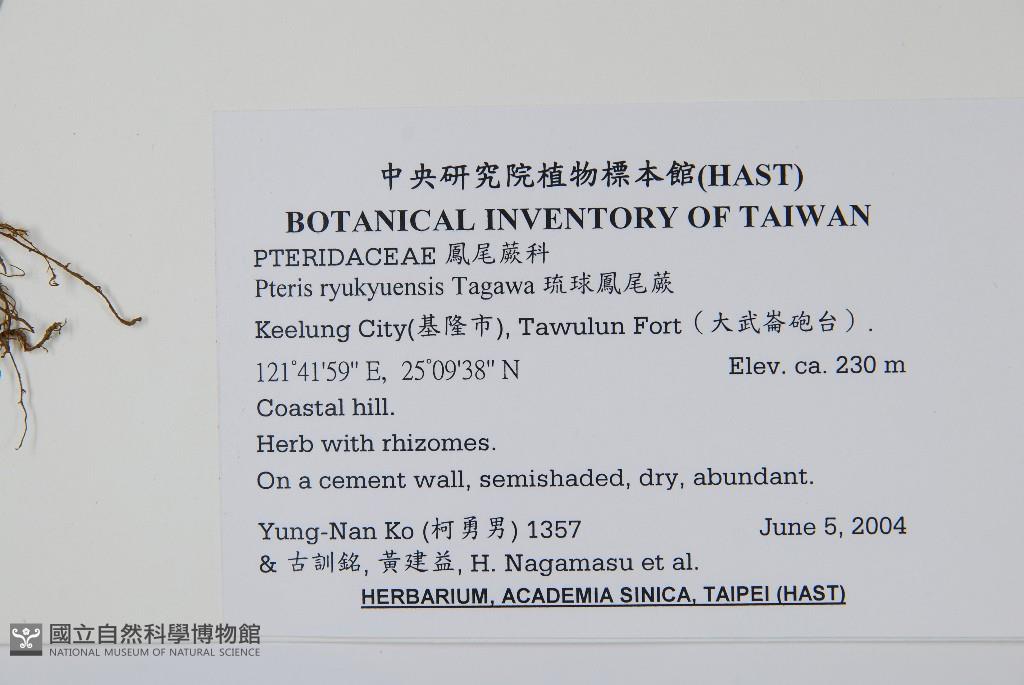 中央研究院植物標本館(HAST)
BOTANICAL INVENTORY OF TAIWAN
PTERIDACEAE 鳳尾蕨科
Pteris ryukyuensis Tagawa 琉球鳳尾蕨
Keelung City(基隆市), Tawulun Fort（大武崙砲台）.
121°41'59" E, 25°09'38" N Elev. ca. 230 m
Coastal hill.
Herb with rhizomes.
On a cement wall, semishaded, dry, abundant.
Yung-Nan Ko (柯勇男) 1357 June 5, 2004
& 古訓銘, 黃建益, H. Nagamasu et al.
HERBARIUM, ACADEMIA SINICA, TAIPEI (HAST)
國立自然科學博物館
NATIONAL MUSEUM OF NATURAL SCIENCE